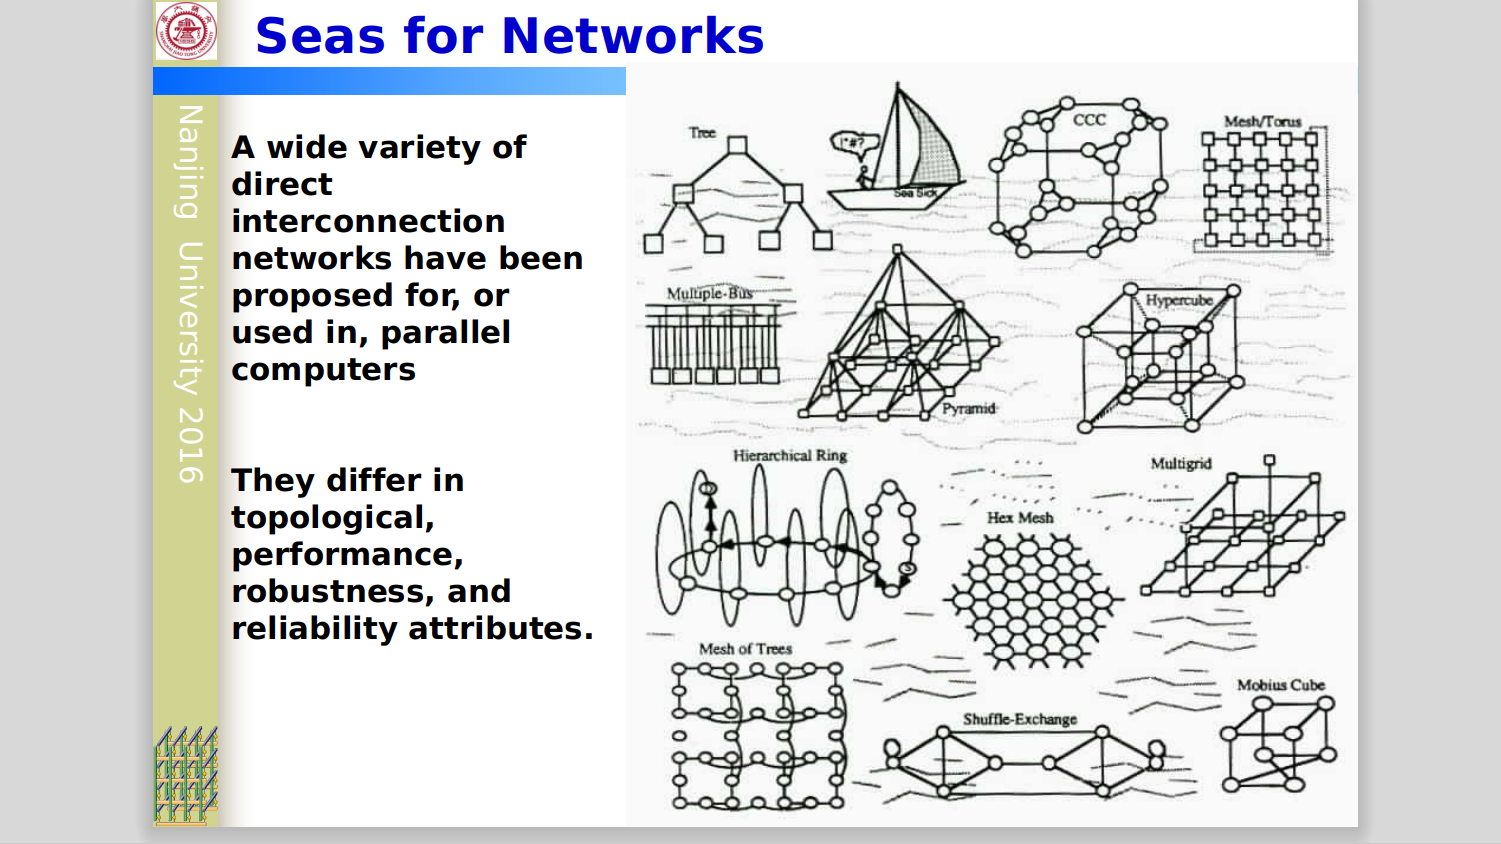 Seas for Networks
Nanjing University 2016
A wide variety of
direct
interconnection
networks have been
proposed for, or
used in, parallel
computers
They differ in
topological,
performance,
robustness, and
reliability attributes.
Tree
!*#?
Sea Sick
CCC
Mesh/Torus
Multiple-Bus
Pyramid
Hypercube
Hierarchical Ring
S
Hex Mesh
Multigrid
Mesh of Trees
Shuffle-Exchange
Mobius Cube